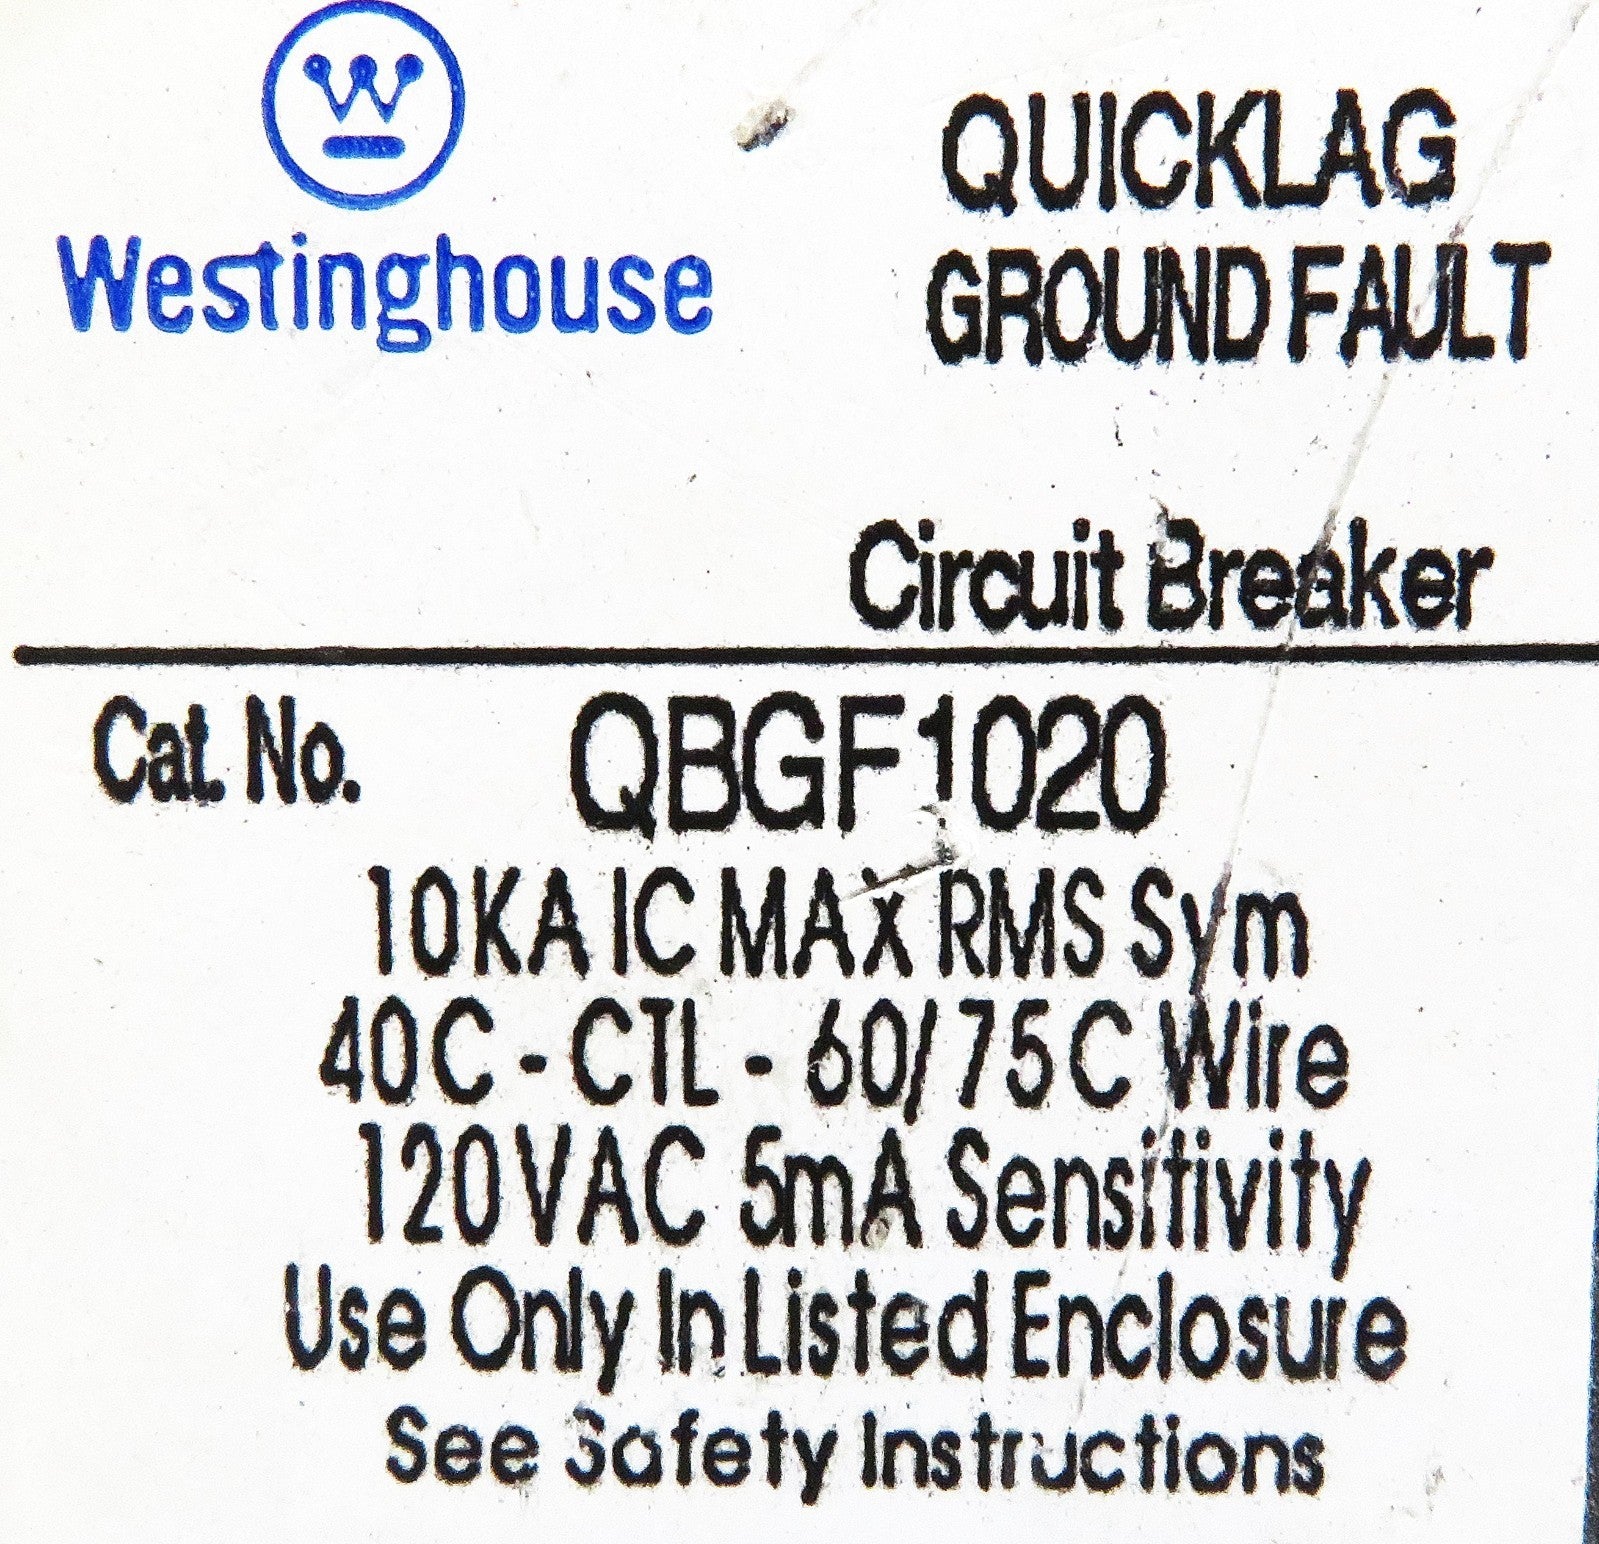 W
Westinghouse
QUICKLAG
GROUND FAULT
Circuit Breaker
Cat. No. QBGF1020
10KA IC MAX RMS Sym
40C - CTL - 60/75C Wire
120VAC 5mA Sensitivity
Use Only In Listed Enclosure
See Safety Instructions